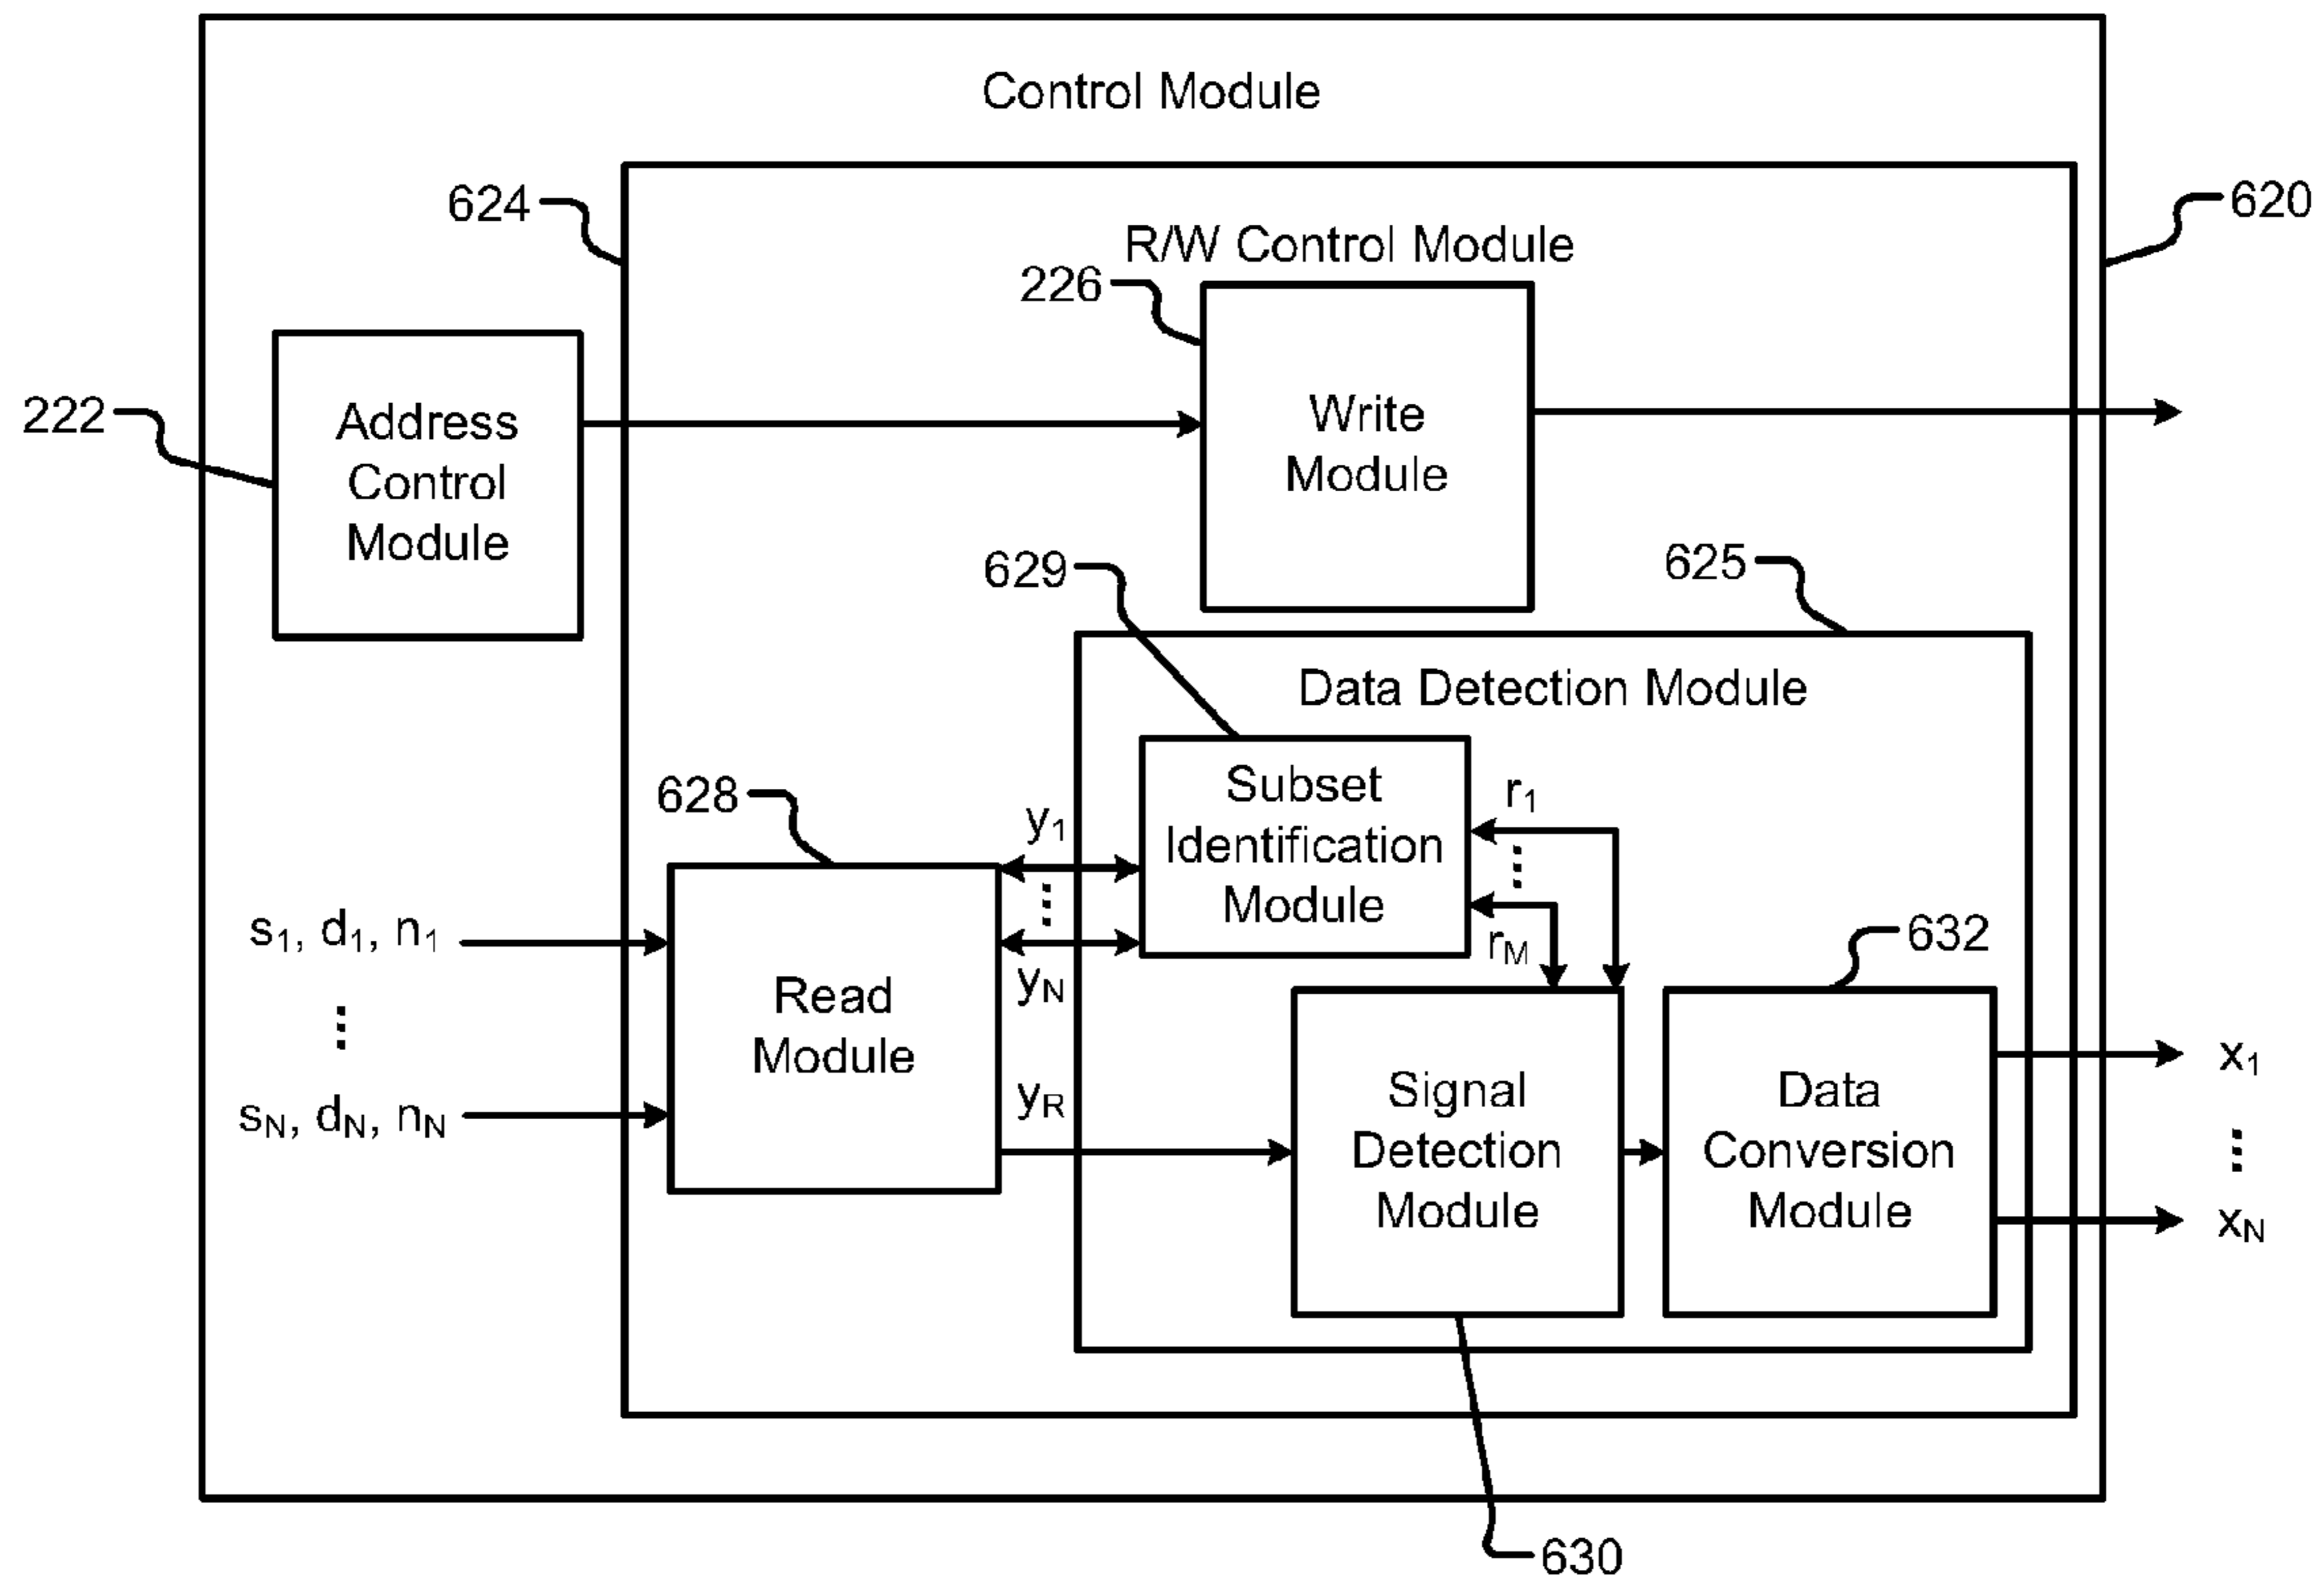 Control Module
624
620
R/W Control Module
226
222
Address
Control
Module
Write
Module
629
625
Data Detection Module
628
Subset
Identification
Module
y1
⋮
yN
r1
⋮
rM
632
s1, d1, n1
⋮
sN, dN, nN
Read
Module
yR
Signal
Detection
Module
Data
Conversion
Module
x1
⋮
xN
630